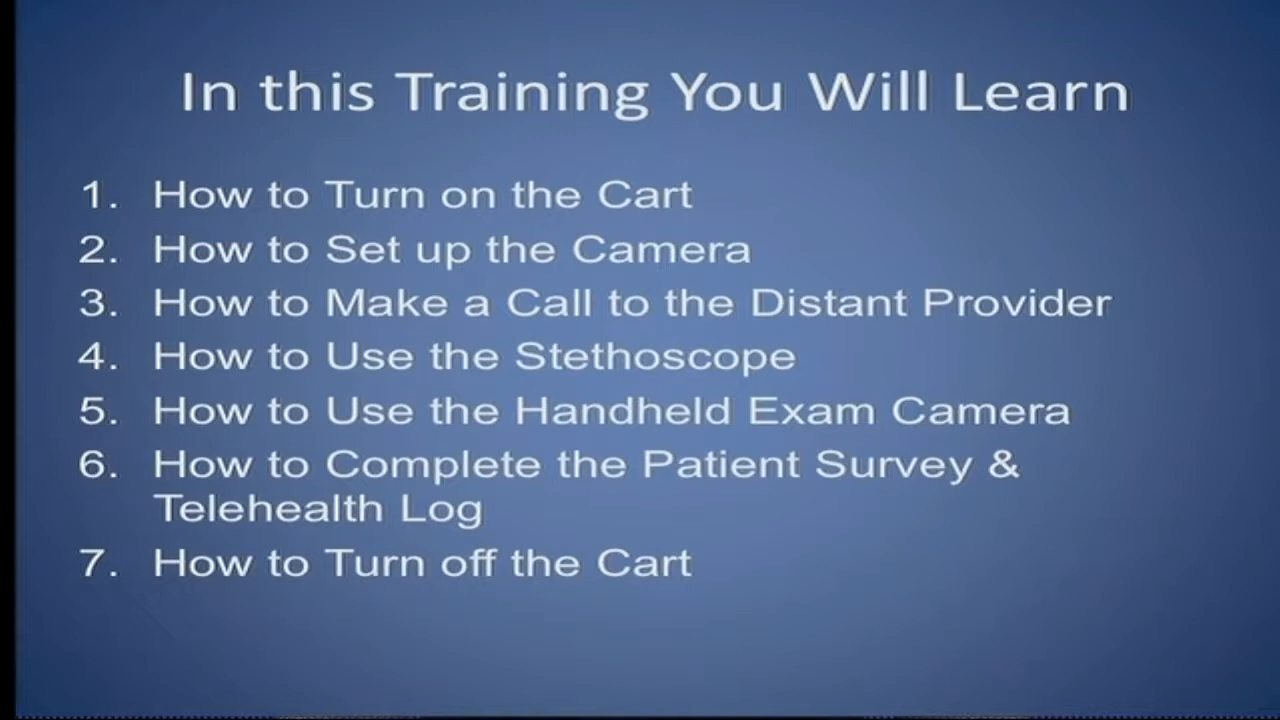 In this Training You Will Learn
1. How to Turn on the Cart
2. How to Set up the Camera
3. How to Make a Call to the Distant Provider
4. How to Use the Stethoscope
5. How to Use the Handheld Exam Camera
6. How to Complete the Patient Survey &
Telehealth Log
7. How to Turn off the Cart